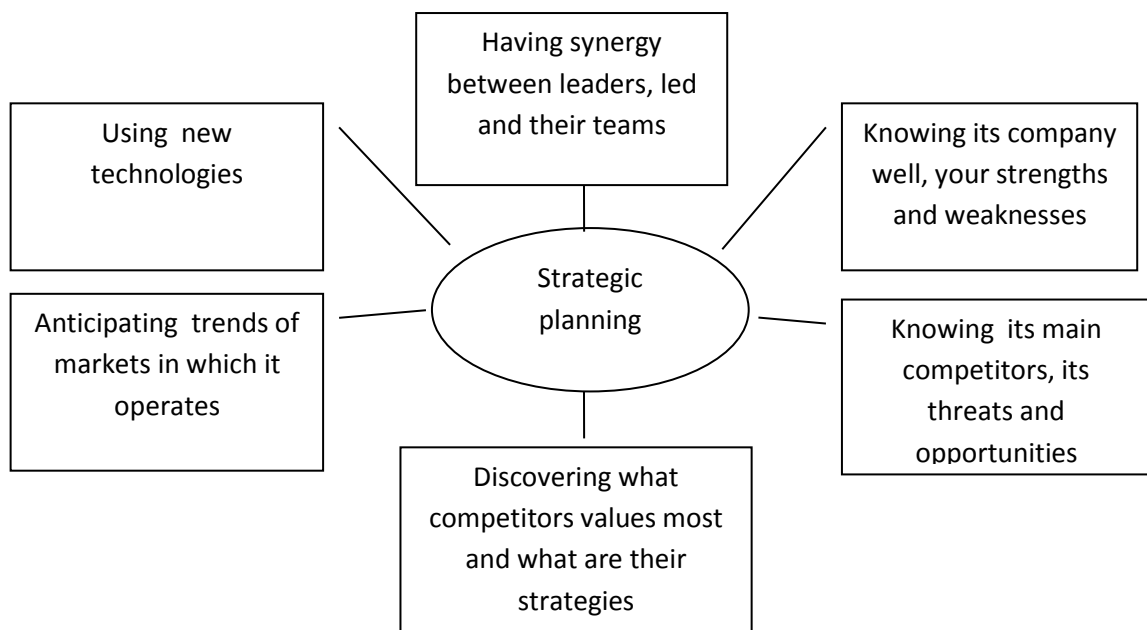 Having synergy
between leaders, led
and their teams
Using new
technologies
Knowing its company
well, your strengths
and weaknesses
Strategic
planning
Anticipating trends of
markets in which it
operates
Knowing its main
competitors, its
threats and
opportunities
Discovering what
competitors values most
and what are their
strategies